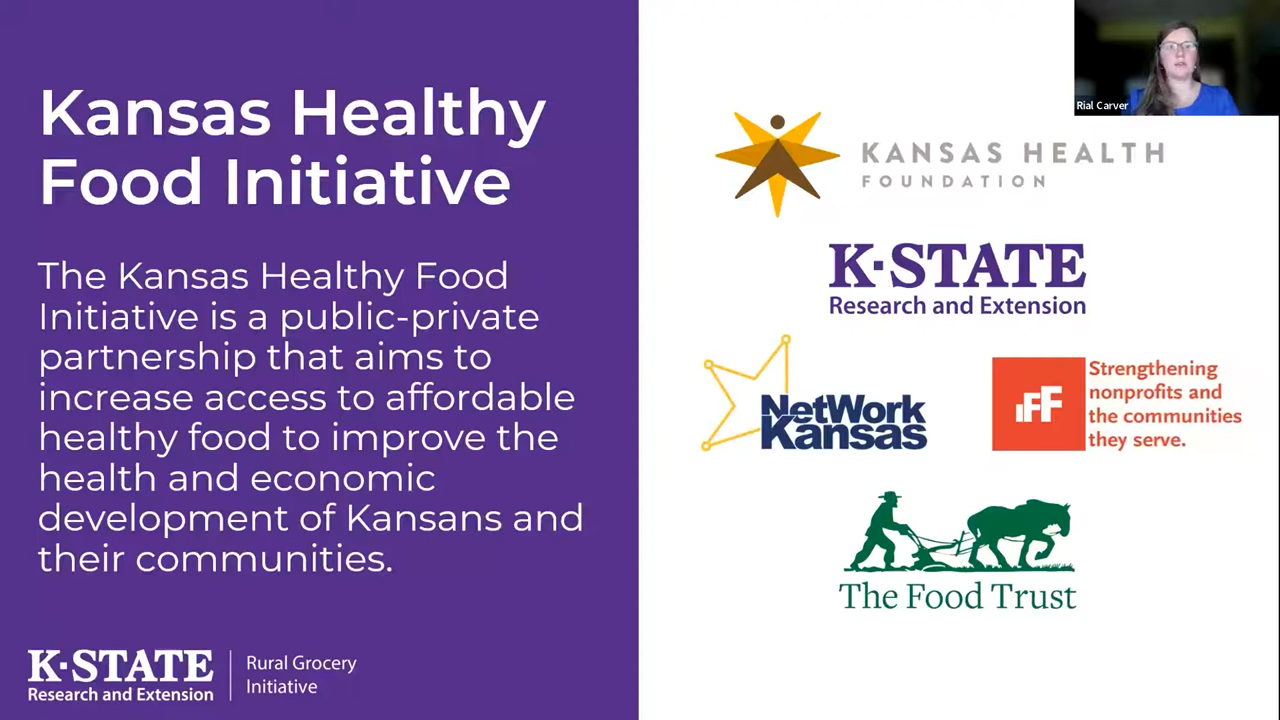 Kansas Healthy
Food Initiative
The Kansas Healthy Food
Initiative is a public-private
partnership that aims to
increase access to affordable
healthy food to improve the
health and economic
development of Kansans and
their communities.
K·STATE
Research and Extension
Rural Grocery
Initiative
Rial Carver
KANSAS HEALTH
FOUNDATION
K·STATE
Research and Extension
NetWork
Kansas
IFF
Strengthening
nonprofits and
the communities
they serve.
The Food Trust